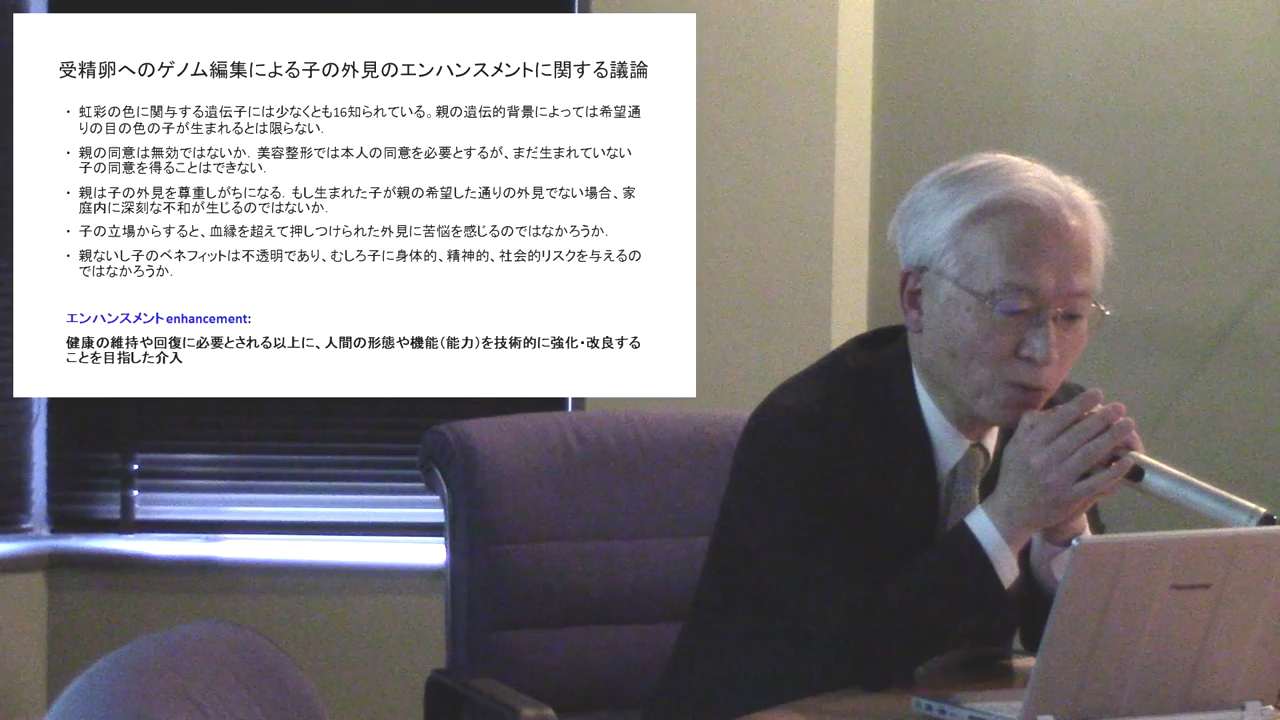 受精卵へのゲノム編集による子の外見のエンハンスメントに関する議論
・ 虹彩の色に関与する遺伝子には少なくとも16知られている。親の遺伝的背景によっては希望通
りの目の色の子が生まれるとは限らない.
・ 親の同意は無効ではないか. 美容整形では本人の同意を必要とするが、まだ生まれていない
子の同意を得ることはできない.
・ 親は子の外見を尊重しがちになる. もし生まれた子が親の希望した通りの外見でない場合、家
庭内に深刻な不和が生じるのではないか.
・ 子の立場からすると、血縁を超えて押しつけられた外見に苦悩を感じるのではなかろうか.
・ 親ないし子のベネフィットは不透明であり、むしろ子に身体的、精神的、社会的リスクを与えるの
ではなかろうか.
エンハンスメントenhancement:
健康の維持や回復に必要とされる以上に、人間の形態や機能（能力）を技術的に強化・改良する
ことを目指した介入